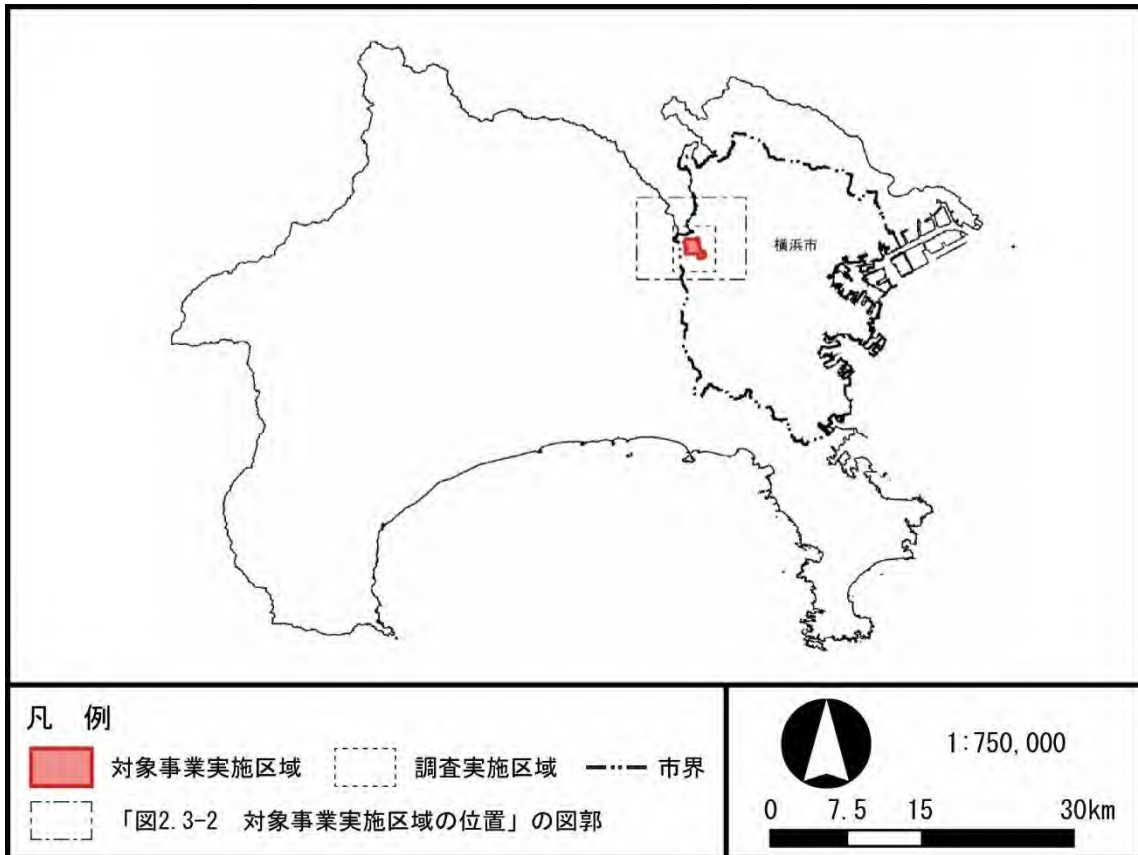 横浜市
凡 例
対象事業実施区域 調査実施区域 市界
「図2.3-2 対象事業実施区域の位置」の図郭
1:750,000
0 7.5 15 30km